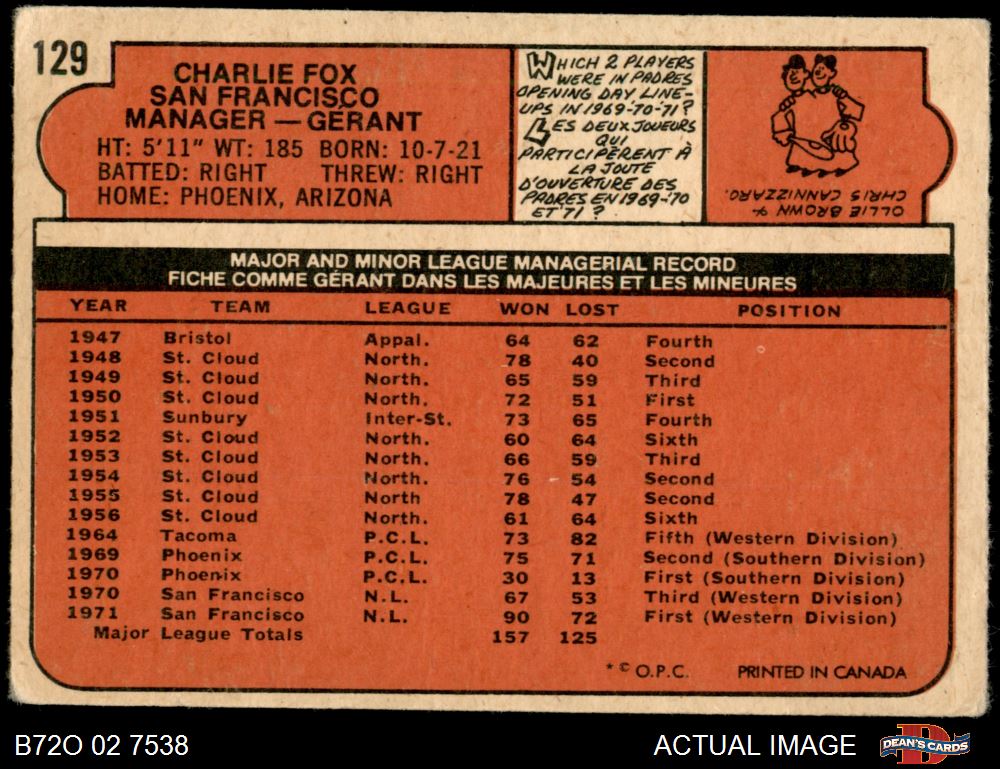 129
CHARLIE FOX
SAN FRANCISCO
MANAGER — GÉRANT
HT: 5'11" WT: 185 BORN: 10-7-21
BATTED: RIGHT THREW: RIGHT
HOME: PHOENIX, ARIZONA
WHICH 2 PLAYERS
WERE IN PADRES
OPENING DAY LINE-
UPS IN 1969-'70-'71?
LES DEUX JOUEURS
QUI
PARTICIPÈRENT À
LA JOUTE
D'OUVERTURE DES
PADRES EN 1969-'70
ET '71?
OLLIE BROWN &
CHRIS CANNIZZARO.
MAJOR AND MINOR LEAGUE MANAGERIAL RECORD
FICHE COMME GÉRANT DANS LES MAJEURES ET LES MINEURES
YEAR TEAM LEAGUE WON LOST POSITION
1947 Bristol Appal. 64 62 Fourth
1948 St. Cloud North. 78 40 Second
1949 St. Cloud North. 65 59 Third
1950 St. Cloud North. 72 51 First
1951 Sunbury Inter-St. 73 65 Fourth
1952 St. Cloud North. 60 64 Sixth
1953 St. Cloud North. 66 59 Third
1954 St. Cloud North. 76 54 Second
1955 St. Cloud North 78 47 Second
1956 St. Cloud North. 61 64 Sixth
1964 Tacoma P.C.L. 73 82 Fifth (Western Division)
1969 Phoenix P.C.L. 75 71 Second (Southern Division)
1970 Phoenix P.C.L. 30 13 First (Southern Division)
1970 San Francisco N.L. 67 53 Third (Western Division)
1971 San Francisco N.L. 90 72 First (Western Division)
Major League Totals 157 125
* © O.P.C. PRINTED IN CANADA
B72O 02 7538 ACTUAL IMAGE DEAN'S CARDS